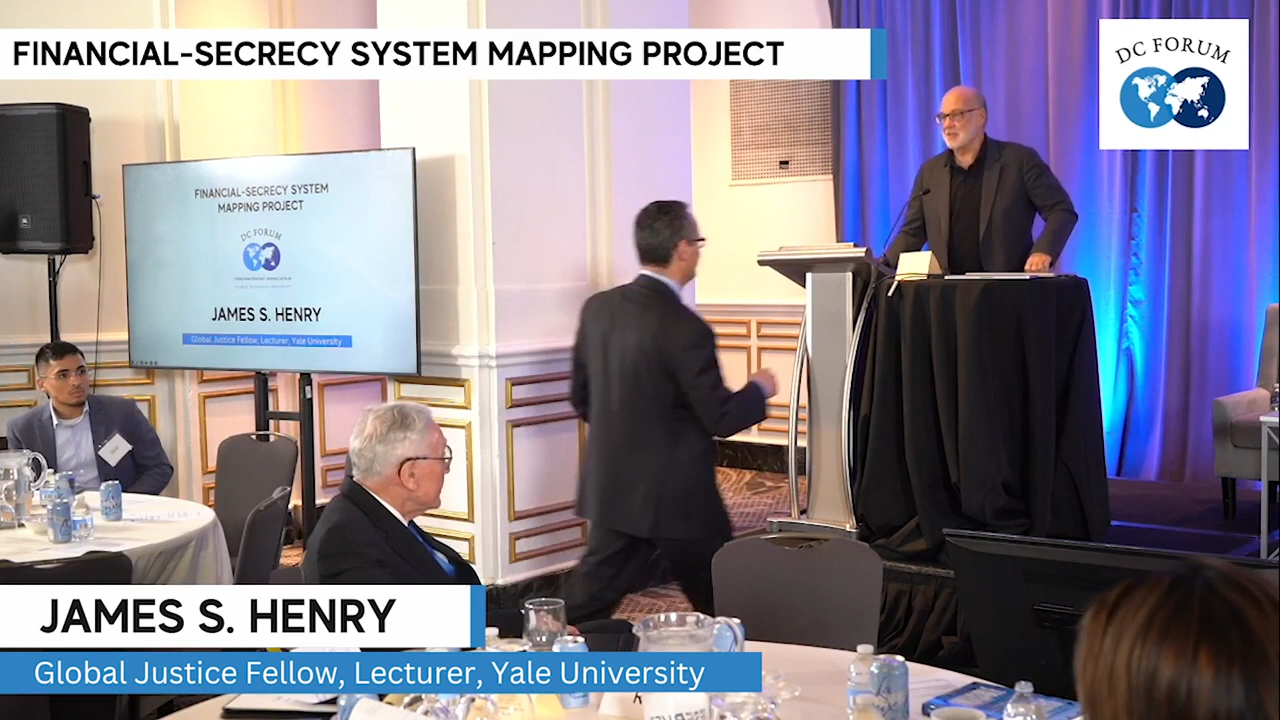 FINANCIAL-SECRECY SYSTEM MAPPING PROJECT
DC FORUM
FINANCIAL-SECRECY SYSTEM
MAPPING PROJECT
DC FORUM
JAMES S. HENRY
Global Justice Fellow, Lecturer, Yale University
JBL
JAMES S. HENRY
Global Justice Fellow, Lecturer, Yale University